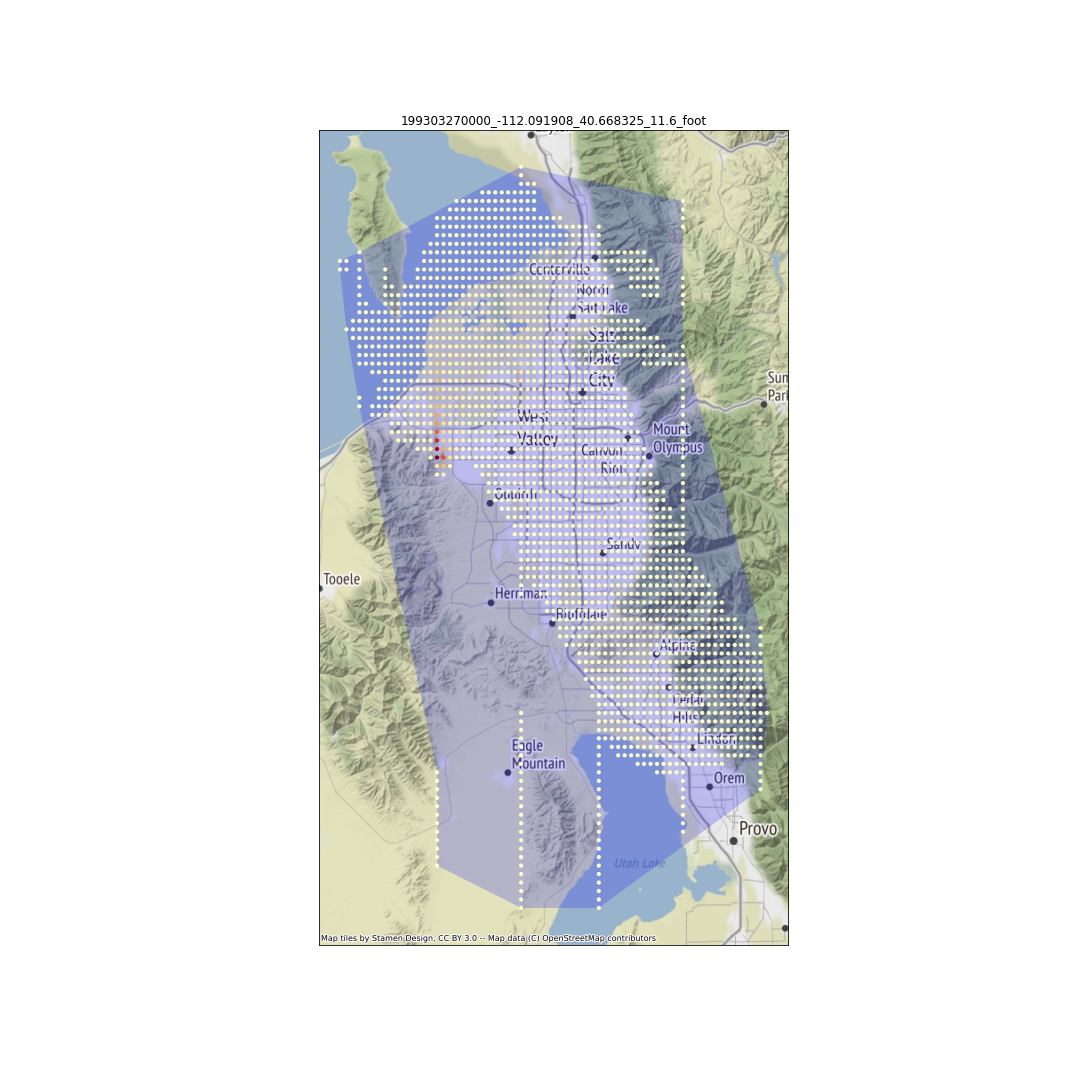 199303270000_-112.091908_40.668325_11.6_foot
Centerville
North
Salt Lake
Salt
Lake
City
Sun
Park
West
Valley
Mount
Olympus
Canyon
Rim
Oquirrh
Sandy
Tooele
Herriman
Bluffdale
Alpine
Cedar
Hills
Lindon
Eagle
Mountain
Orem
Provo
Utah Lake
Map tiles by Stamen Design, CC BY 3.0 -- Map data (C) OpenStreetMap contributors